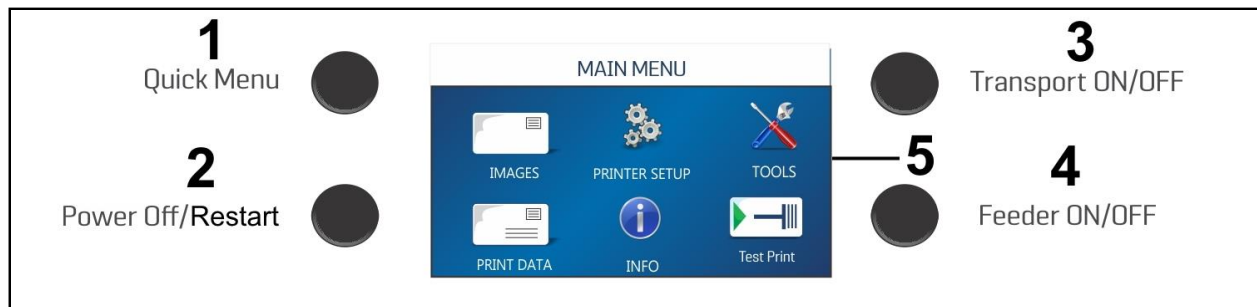 1
Quick Menu
2
Power Off/Restart
MAIN MENU
IMAGES
PRINTER SETUP
TOOLS
PRINT DATA
INFO
Test Print
3
Transport ON/OFF
5
4
Feeder ON/OFF